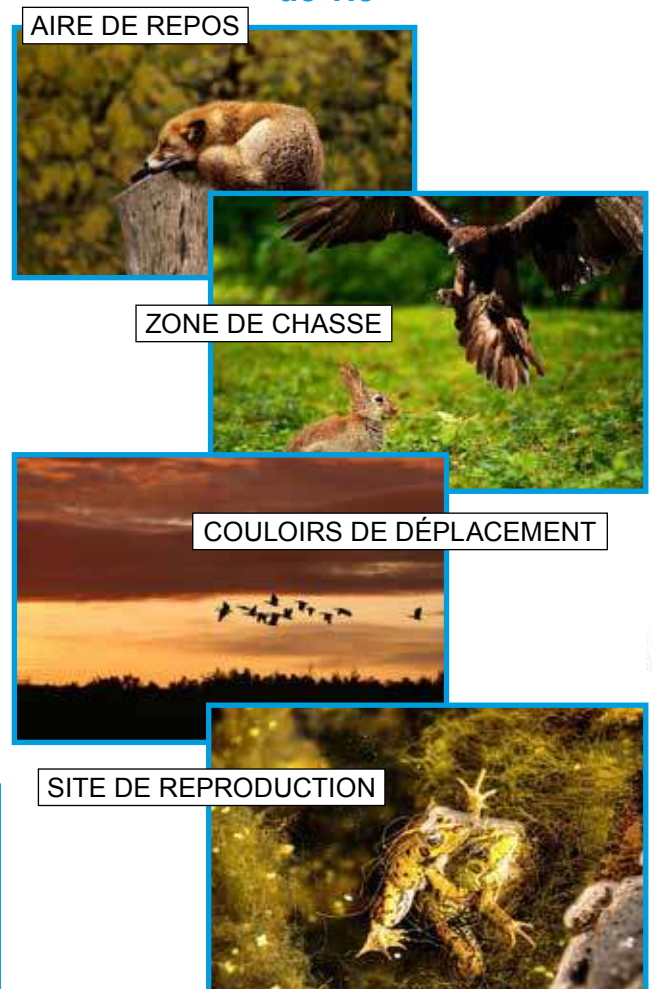 AIRE DE REPOS
ZONE DE CHASSE
COULOIRS DE DÉPLACEMENT
SITE DE REPRODUCTION